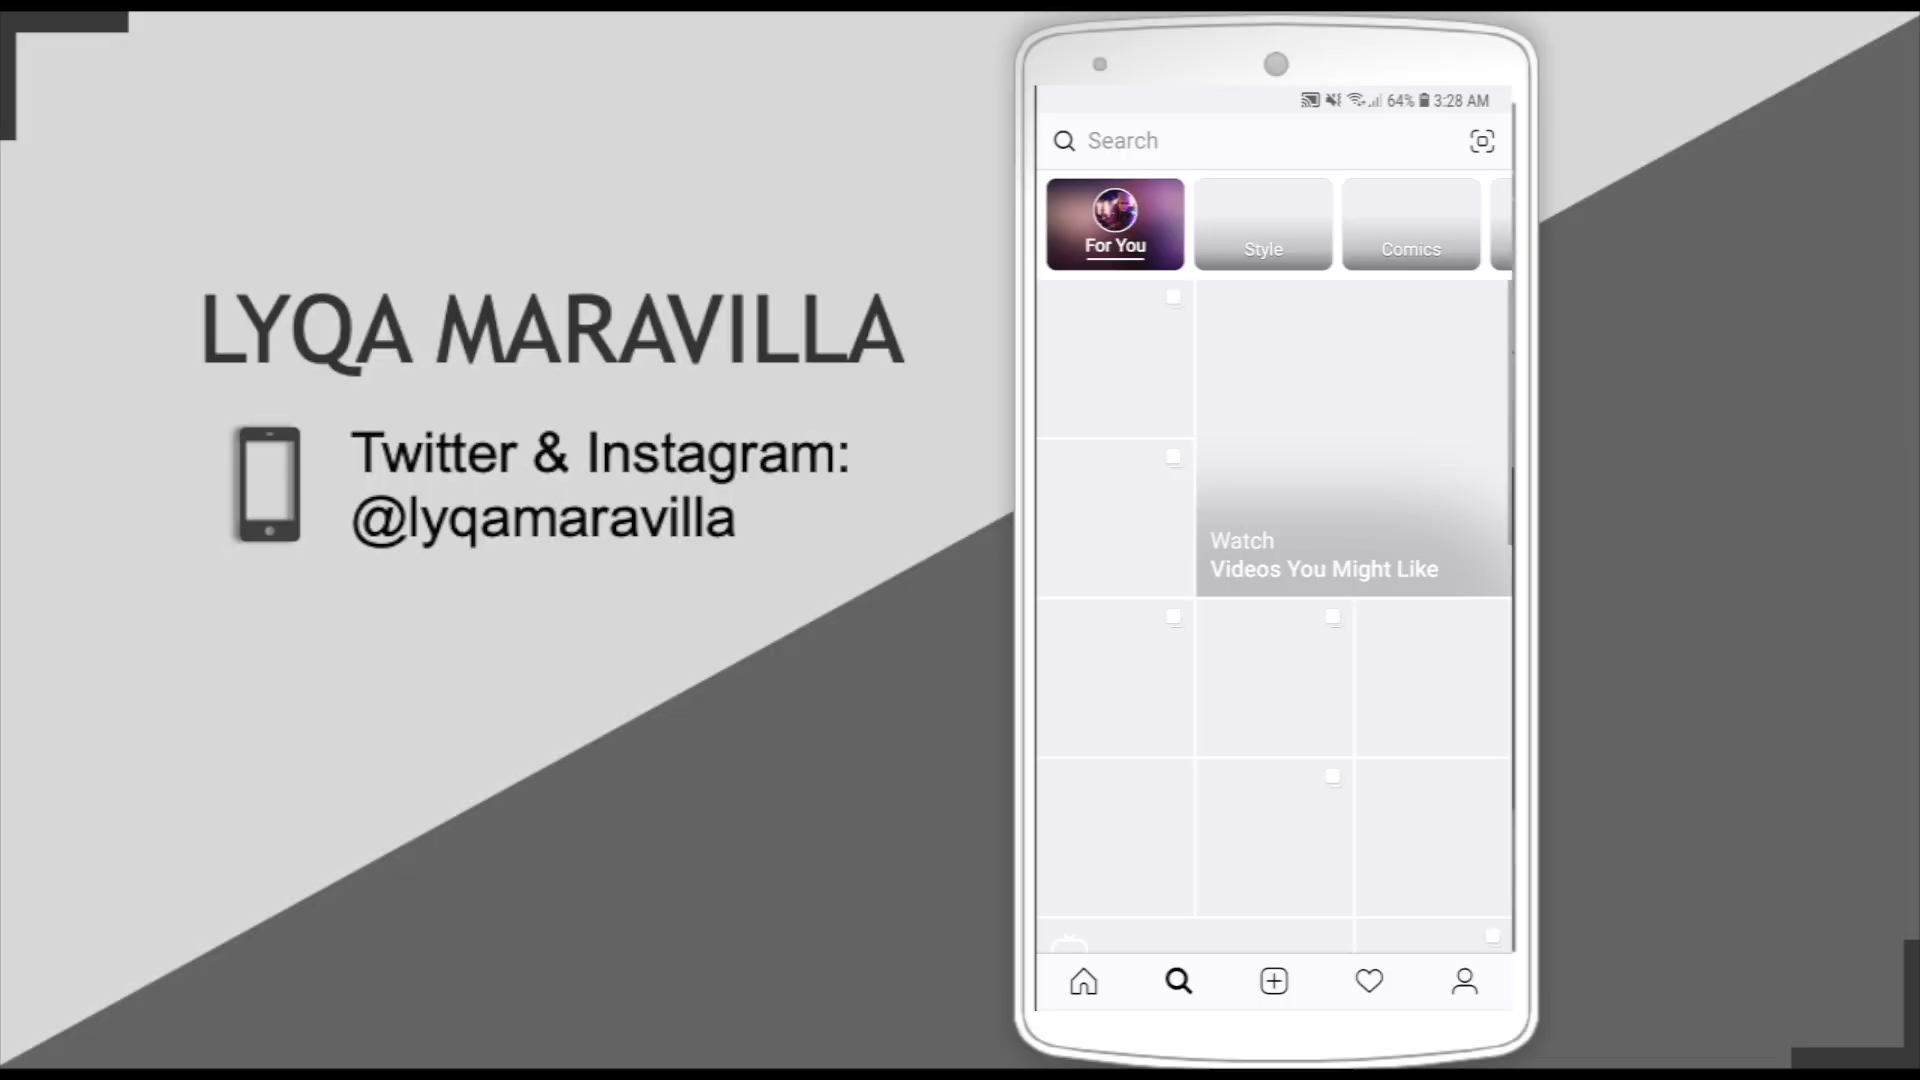 LYQA MARAVILLA
Twitter & Instagram:
@lyqamaravilla
64% 3:28 AM
Search
For You
Style
Comics
Watch
Videos You Might Like